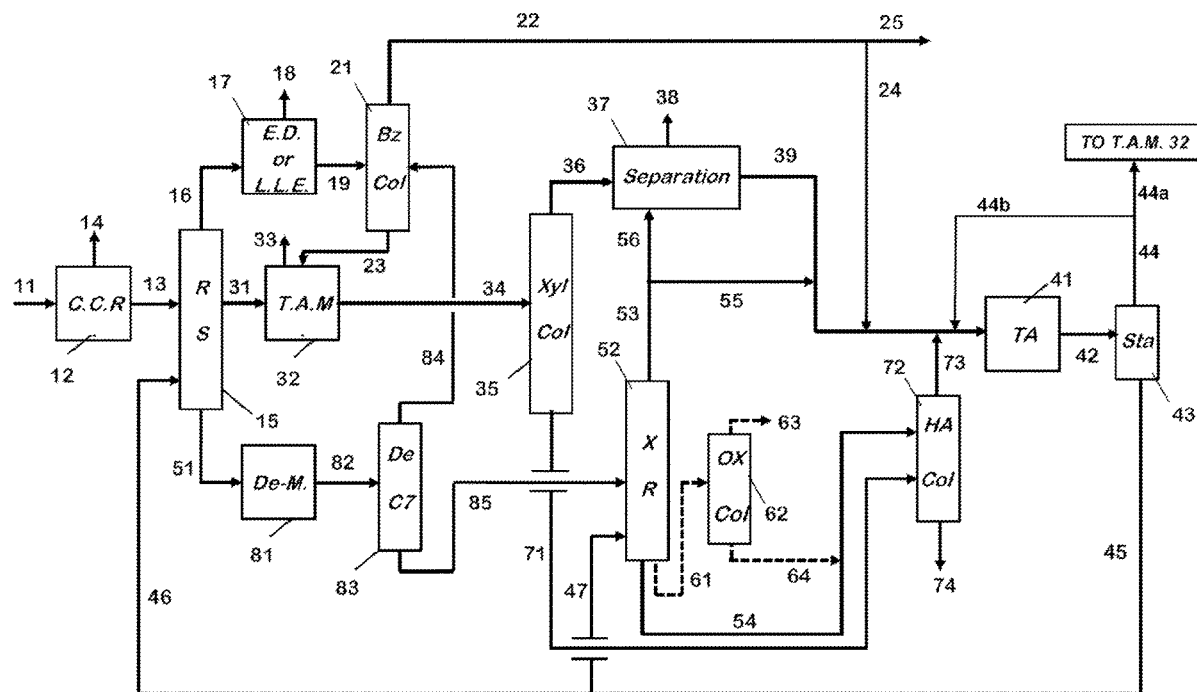 22
25
18
21
17
37
38
24
E.D.
or
L.L.E.
Bz
Col
Separation
39
TO T.A.M. 32
36
16
19
44b
44a
14
33
56
44
23
11
C.C.R
13
R
S
31
T.A.M
34
Xyl
Col
55
41
TA
42
Sta
53
12
32
84
35
52
73
72
43
15
De
C7
X
R
OX
Col
63
HA
Col
51
De-M.
82
85
62
81
83
71
61
64
74
45
46
47
54